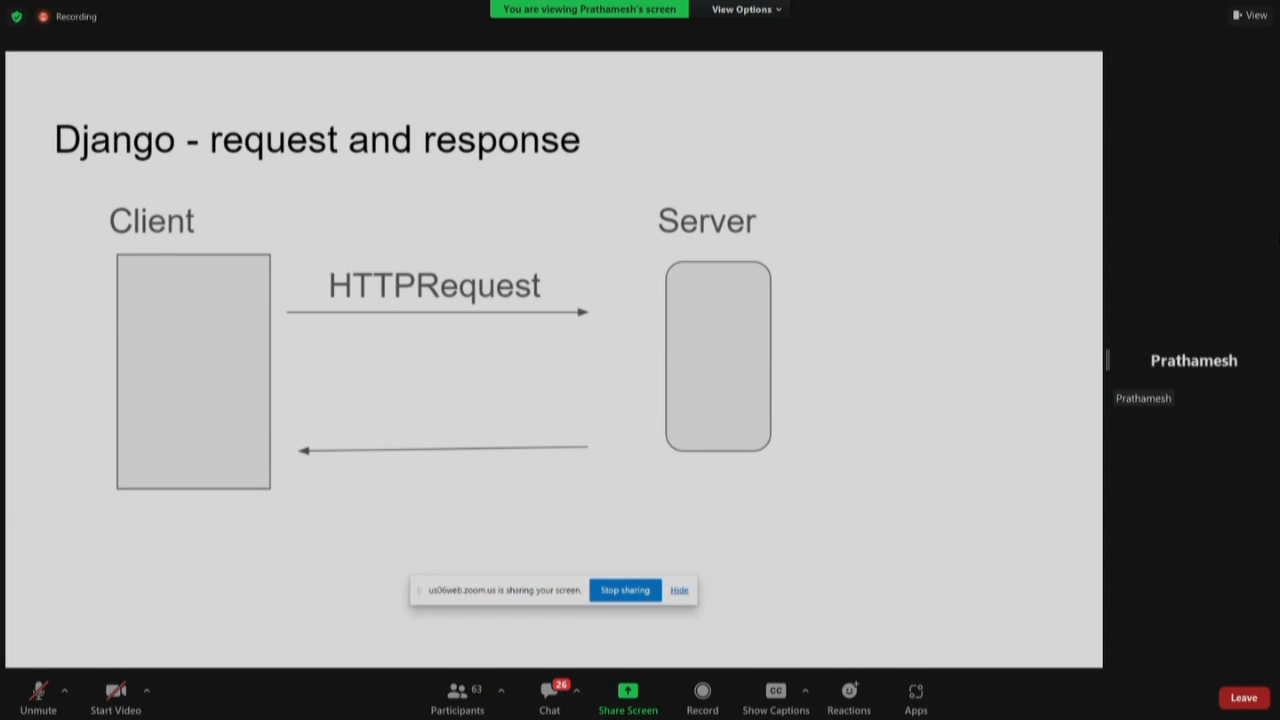 Recording
You are viewing Prathamesh's screen
View Options
View
Django - request and response
Client
Server
HTTPRequest
Prathamesh
Prathamesh
us06web.zoom.us is sharing your screen.
Stop sharing
Hide
Unmute
Start Video
63
Participants
26
Chat
Share Screen
Record
CC
Show Captions
Reactions
Apps
Leave